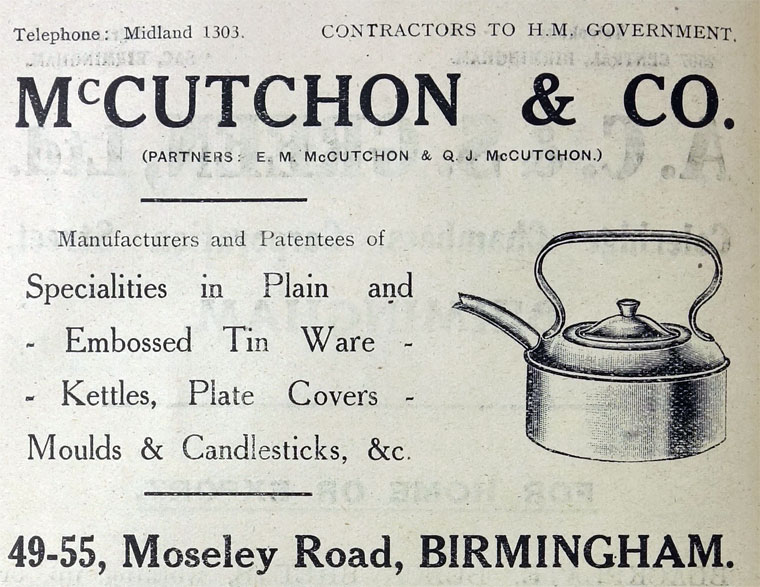 Telephone: Midland 1303. CONTRACTORS TO H.M. GOVERNMENT.
McCUTCHON & CO.
(PARTNERS: E. M. McCUTCHON & Q. J. McCUTCHON.)
Manufacturers and Patentees of
Specialities in Plain and
- Embossed Tin Ware -
- Kettles, Plate Covers -
Moulds & Candlesticks, &c.
49-55, Moseley Road, BIRMINGHAM.